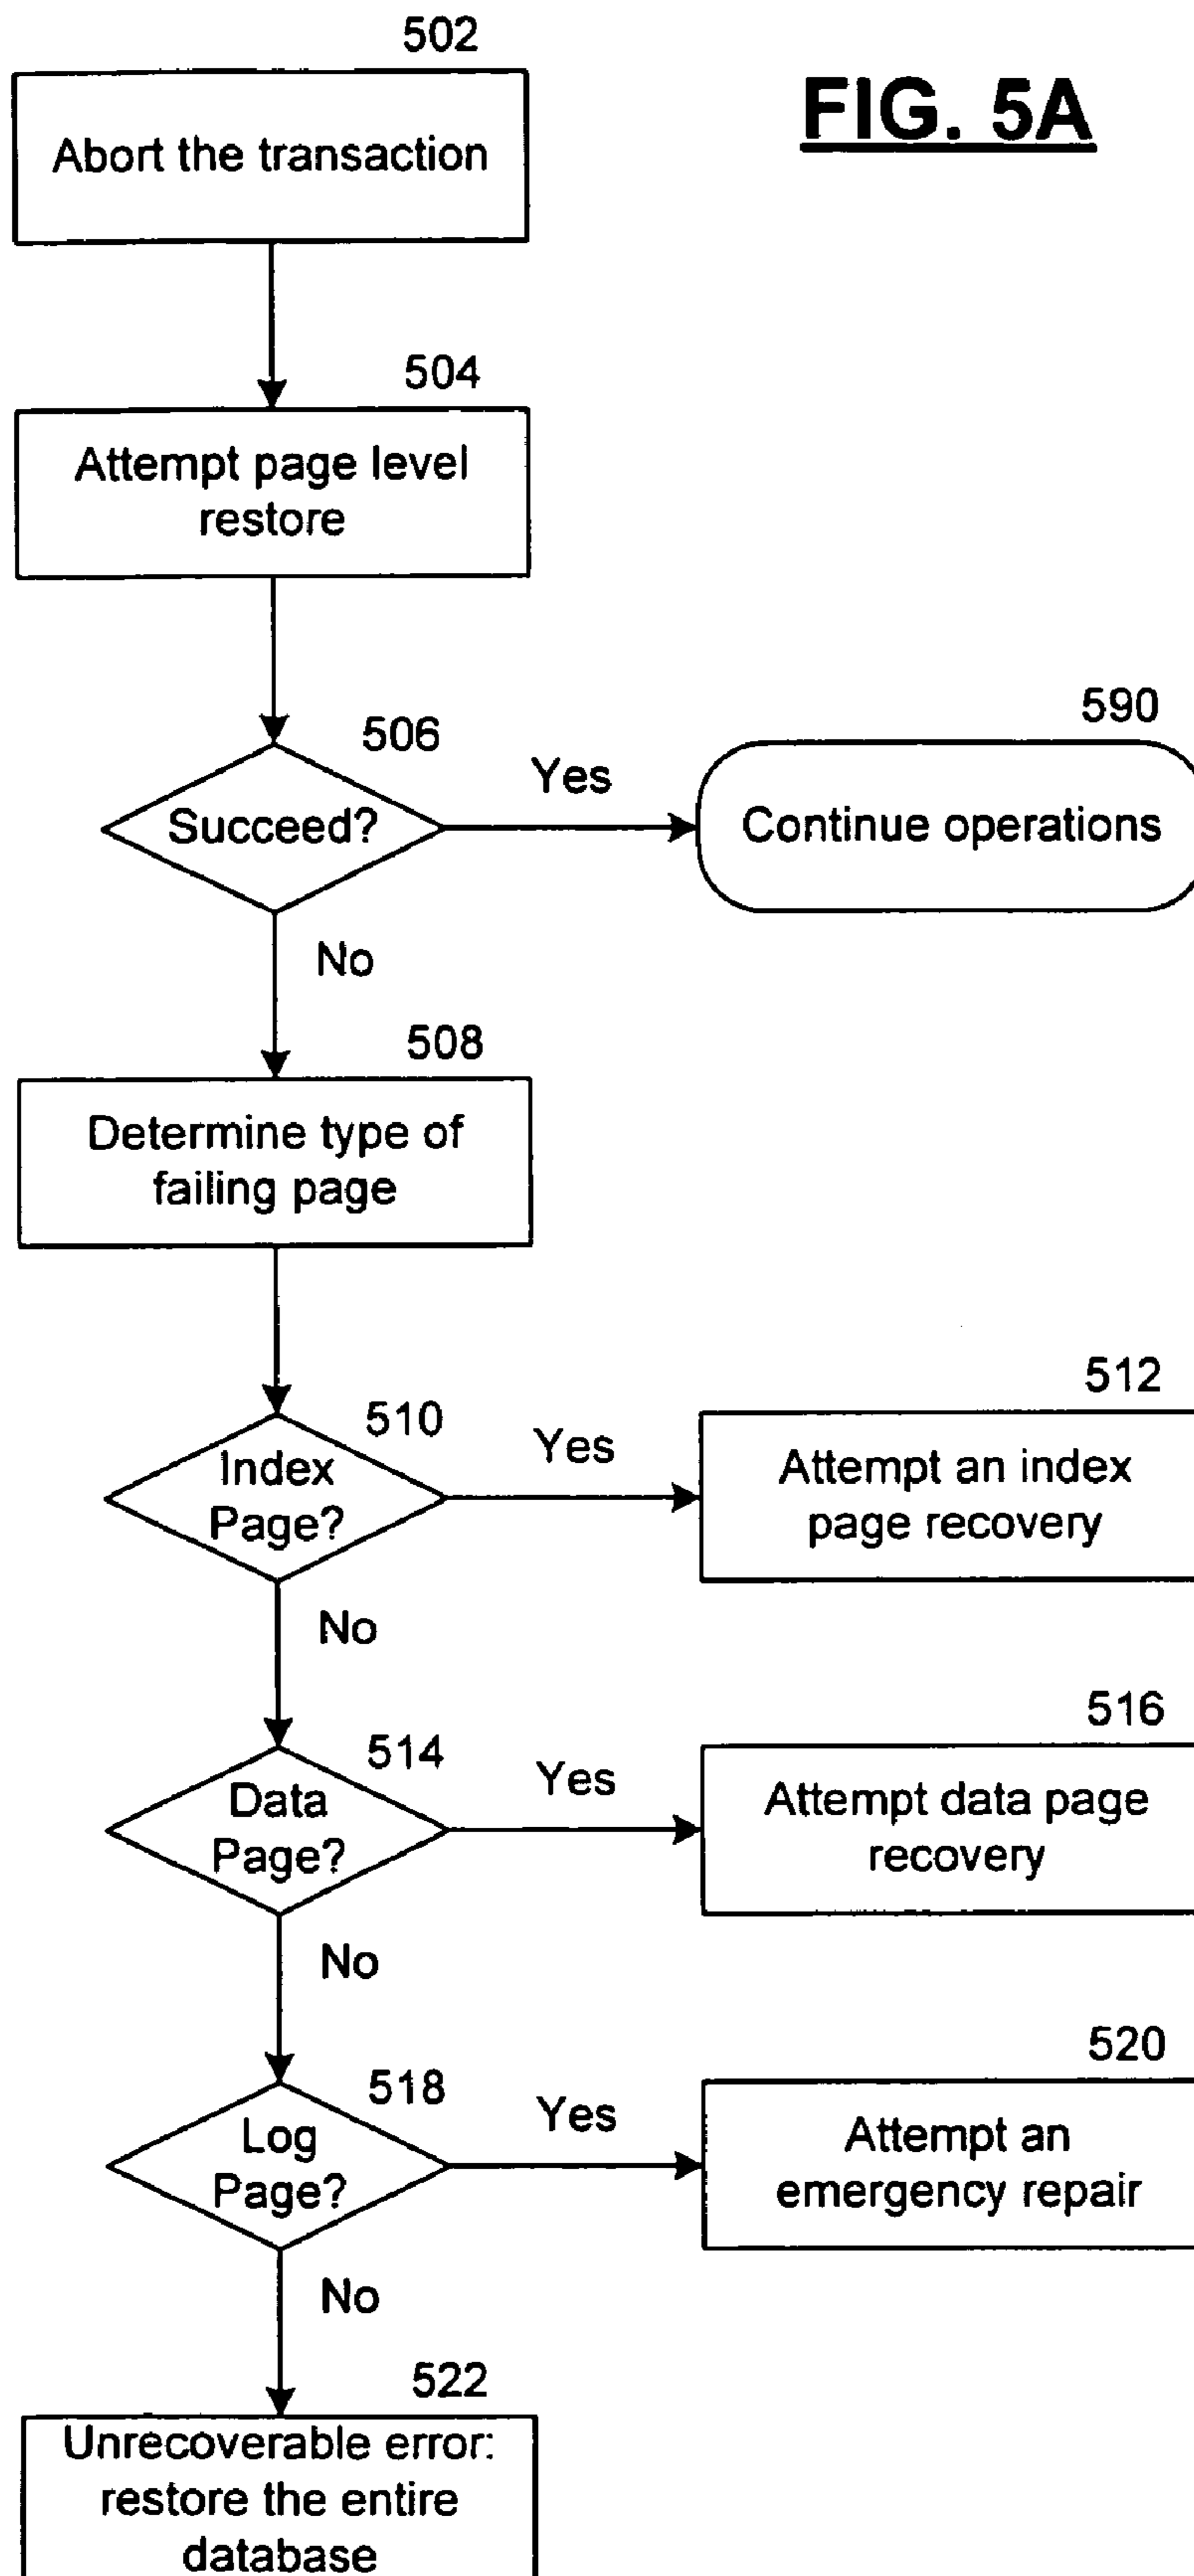 502
FIG. 5A
Abort the transaction
504
Attempt page level
restore
506
Succeed?
Yes
590
Continue operations
No
508
Determine type of
failing page
510
Index
Page?
Yes
512
Attempt an index
page recovery
No
514
Data
Page?
Yes
516
Attempt data page
recovery
No
518
Log
Page?
Yes
520
Attempt an
emergency repair
No
522
Unrecoverable error:
restore the entire
database